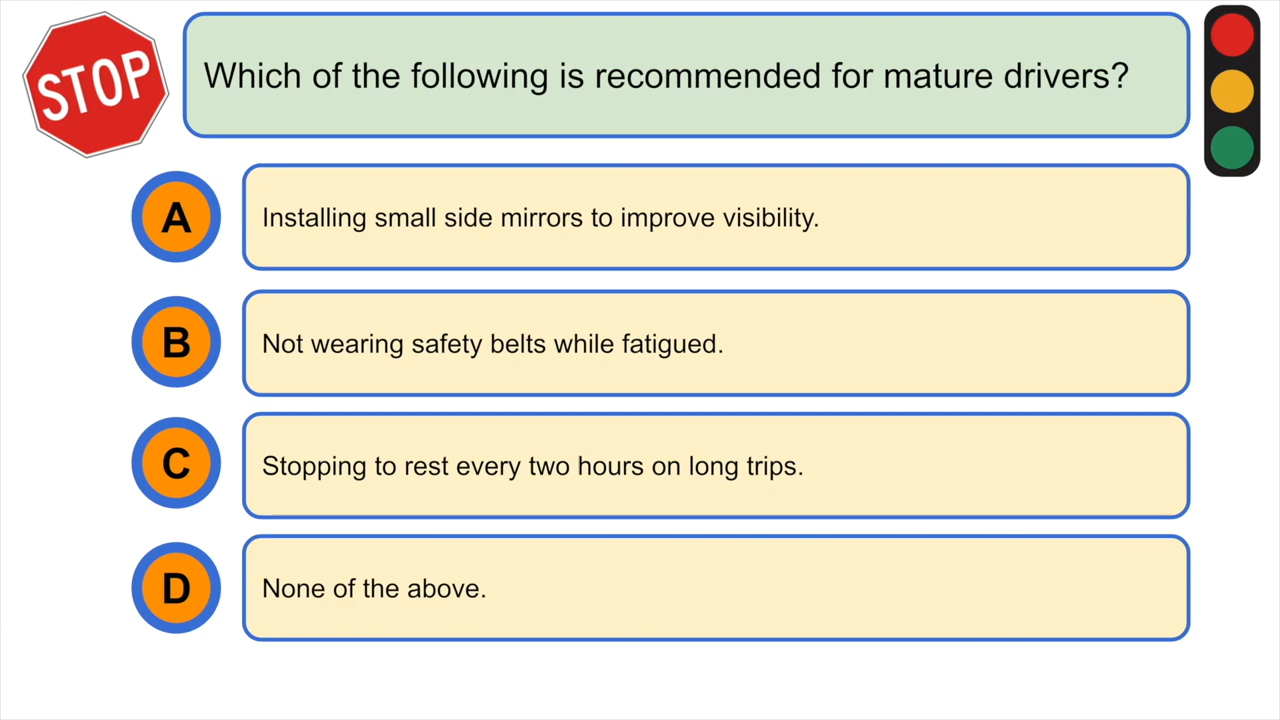 STOP
Which of the following is recommended for mature drivers?
A
Installing small side mirrors to improve visibility.
B
Not wearing safety belts while fatigued.
C
Stopping to rest every two hours on long trips.
D
None of the above.